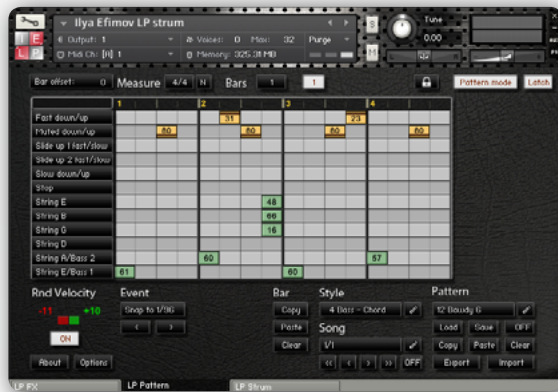 Ilya Efimov LP strum
Output: 1 Voices: 0 Max: 32 Purge
Midi Ch: [A] 1 Memory: 325.31 MB
S
M
Tune
0.00
I E
L P
Bar offset: 0 Measure 4/4 N Bars 1 1 Pattern mode Latch
1 2 3 4
Fast down/up 31 23
Muted down/up 80 80 80 80
Slide up 1 fast/slow
Slide up 2 fast/slow
Slow down/up
Stop
String E 48
String B 66
String G 16
String D
String A/Bass 2 60 57
String E/Bass 1 61 60
Rnd Velocity Event Bar Style Pattern
-11 +10 Snap to 1/96 Copy 4 Bass - Chord 12 Bawdy 6
ON < > Paste Song Load Save OFF
Clear 1/1 Copy Paste Clear
About Options << < > >> OFF Export Import
LP FX LP Pattern LP Strum